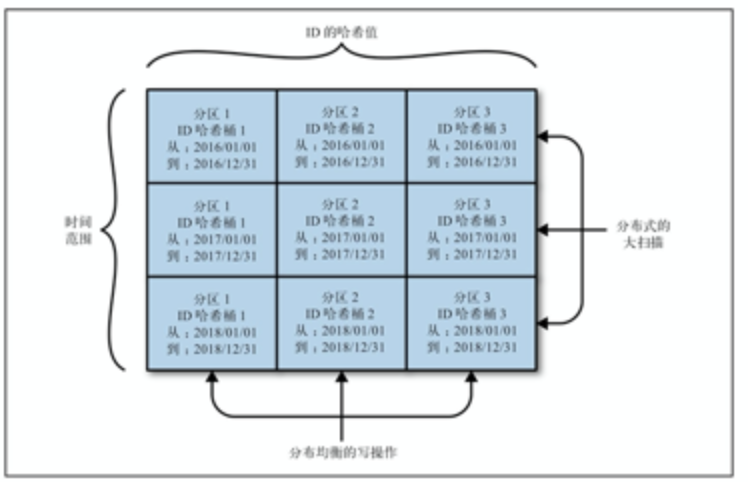 ID 的哈希值
分区 1
ID 哈希桶 1
从：2016/01/01
到：2016/12/31
分区 2
ID 哈希桶 2
从：2016/01/01
到：2016/12/31
分区 3
ID 哈希桶 3
从：2016/01/01
到：2016/12/31
时间
范围
分区 1
ID 哈希桶 1
从：2017/01/01
到：2017/12/31
分区 2
ID 哈希桶 2
从：2017/01/01
到：2017/12/31
分区 3
ID 哈希桶 3
从：2017/01/01
到：2017/12/31
分布式的
大扫描
分区 1
ID 哈希桶 1
从：2018/01/01
到：2018/12/31
分区 2
ID 哈希桶 2
从：2018/01/01
到：2018/12/31
分区 3
ID 哈希桶 3
从：2018/01/01
到：2018/12/31
分布均衡的写操作